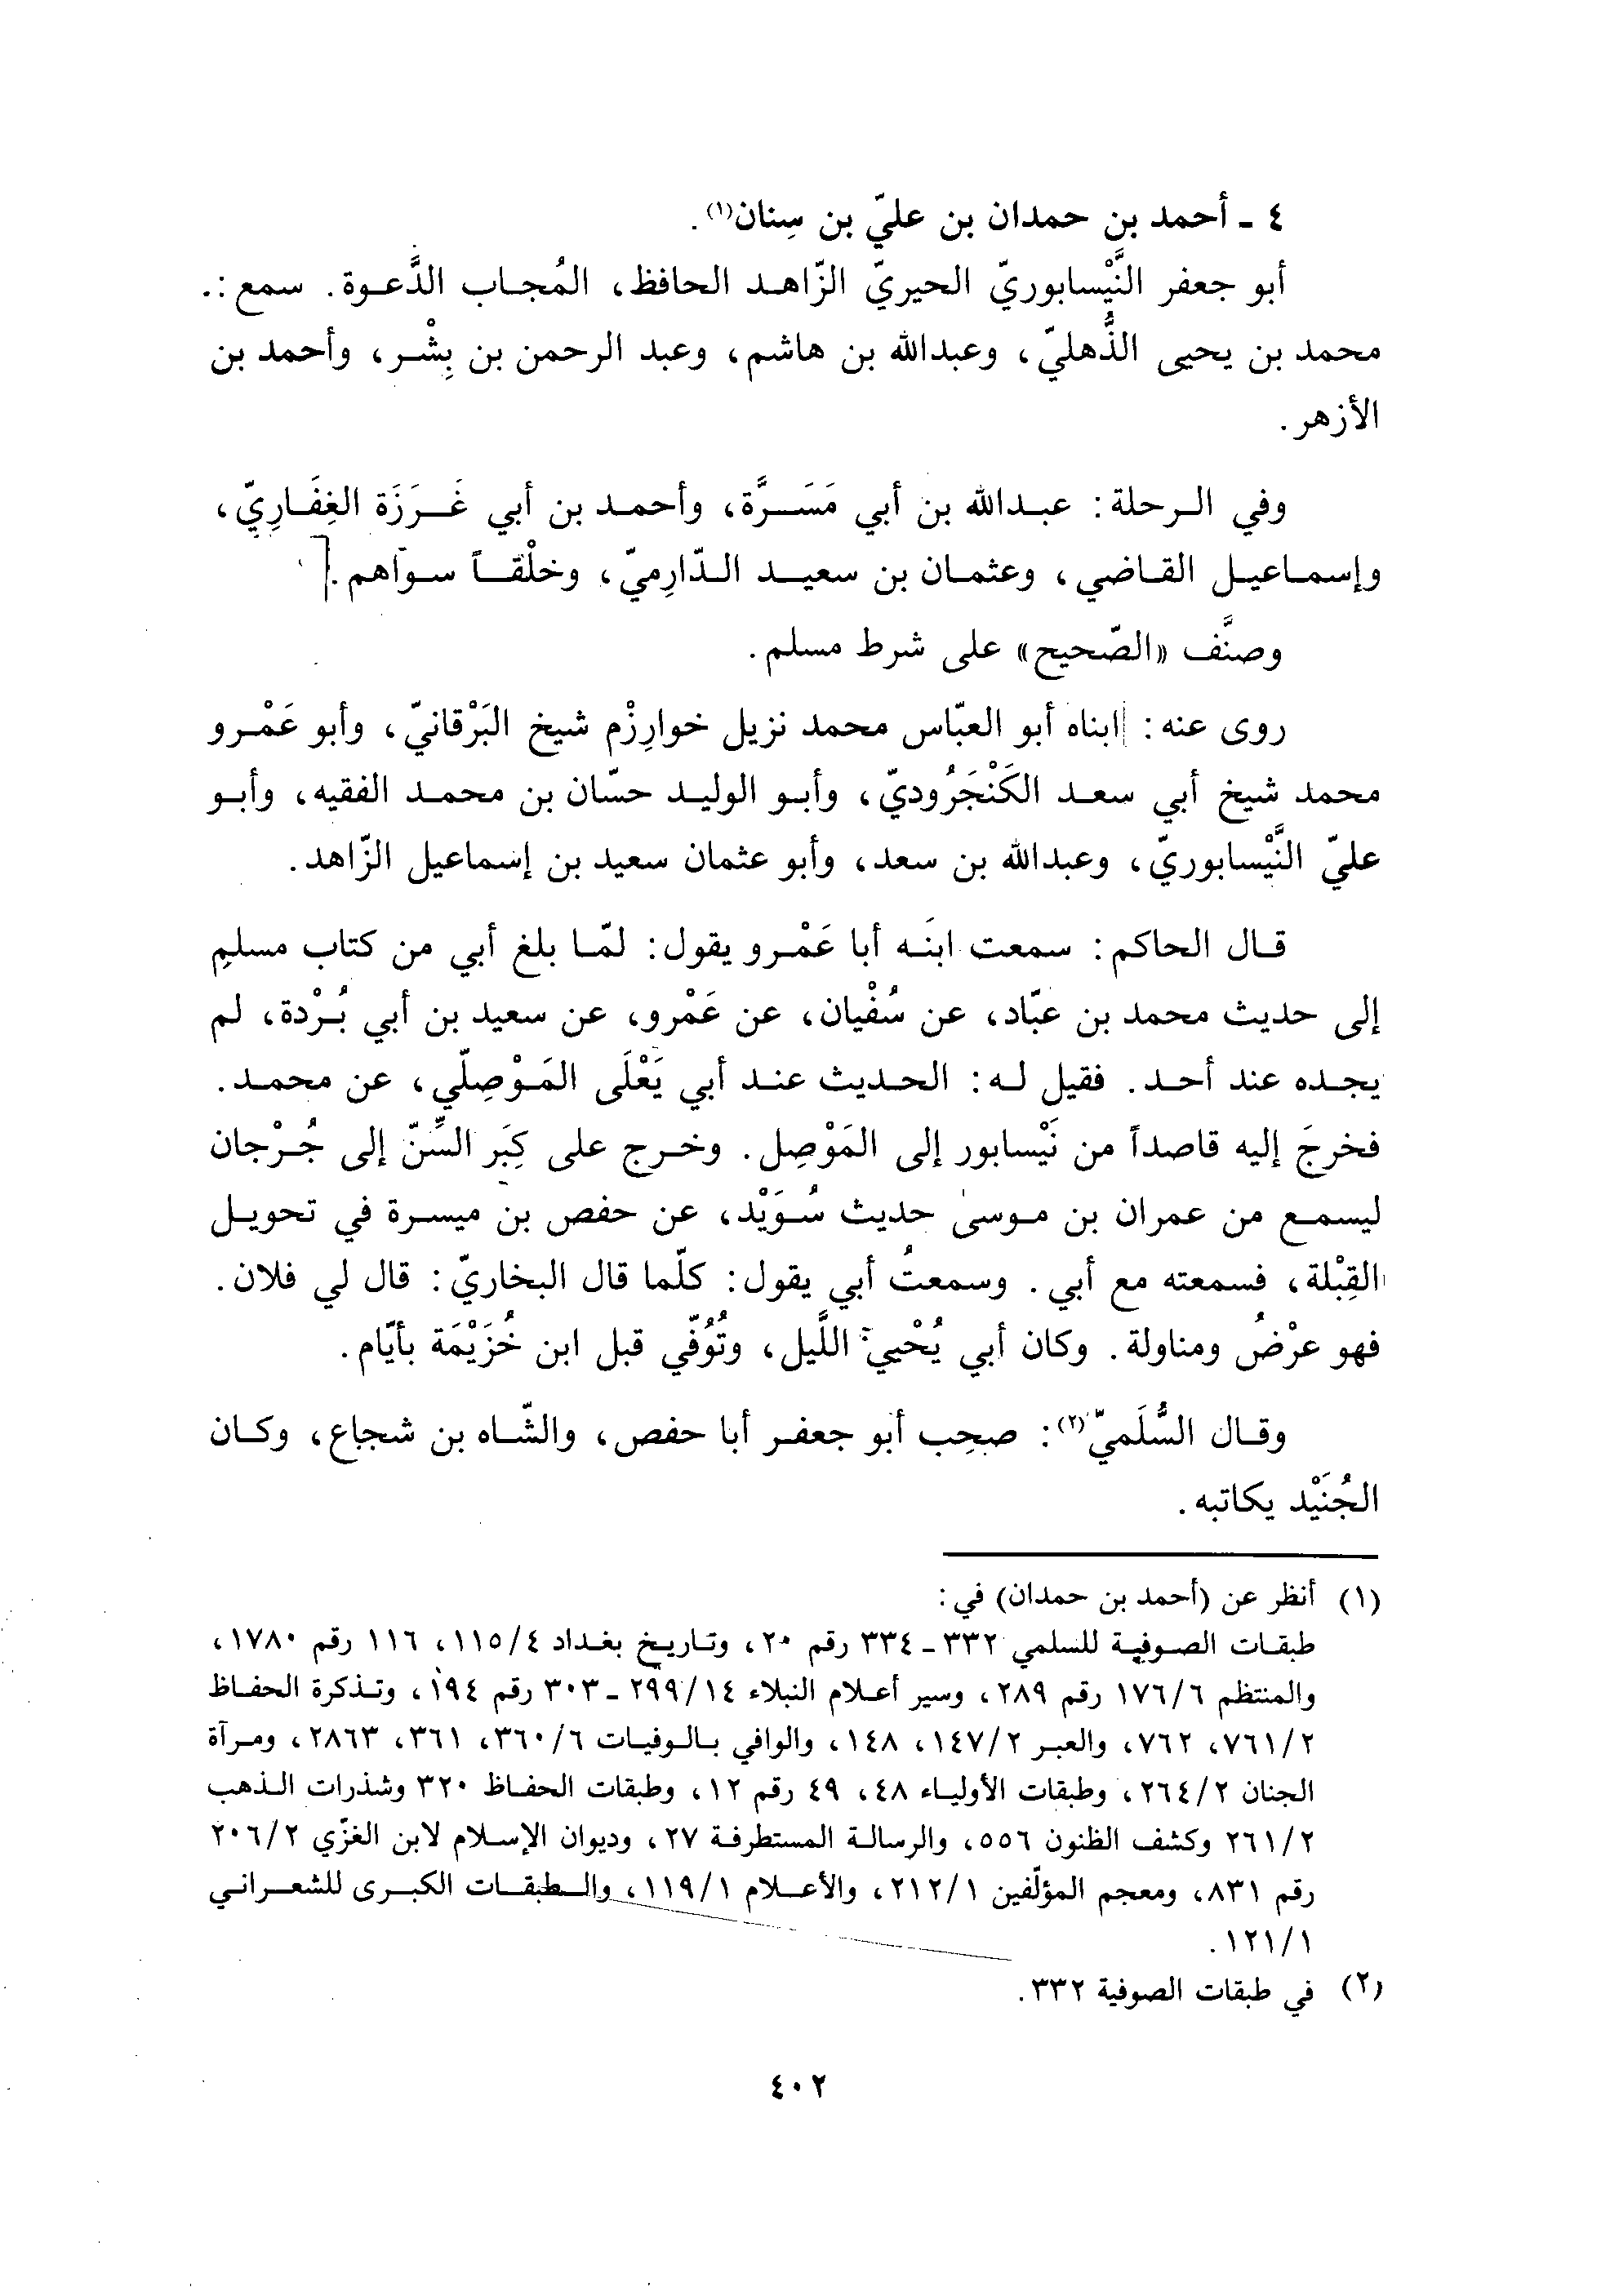 ٤ ـ أحمد بن حمدان بن عليّ بن سِنان(١).
أبو جعفر النَّيْسابوريّ الحيريّ الزّاهد الحافظ، المُجاب الدَّعوة. سمع:
محمد بن يحيى الذُّهليّ، وعبدالله بن هاشم، وعبد الرحمن بن بِشْر، وأحمد بن
الأزهر.
وفي الرحلة: عبدالله بن أبي مَسَرَّة، وأحمد بن أبي غَرَزَة الغِفَارِيّ،
وإسماعيل القاضي، وعثمان بن سعيد الدّارِميّ، وخلْقاً سواهم.
وصنَّف «الصّحيح» على شرط مسلم.
روى عنه: ابناه أبو العبّاس محمد نزيل خوارِزْم شيخ البَرْقانيّ، وأبو عَمْرو
محمد شيخ أبي سعد الكَنْجَرُوديّ، وأبو الوليد حسّان بن محمد الفقيه، وأبو
عليّ النَّيْسابوريّ، وعبدالله بن سعد، وأبو عثمان سعيد بن إسماعيل الزّاهد.
قال الحاكم: سمعت ابنَه أبا عَمْرو يقول: لمّا بلغ أبي من كتاب مسلمٍ
إلى حديث محمد بن عبّاد، عن سُفْيان، عن عَمْرو، عن سعيد بن أبي بُرْدة، لم
يجده عند أحد. فقيل له: الحديث عند أبي يَعْلَى المَوْصِلّي، عن محمد.
فخرجَ إليه قاصداً من نَيْسابور إلى المَوْصِل. وخرج على كِبَر السِّنّ إلى جُرْجان
ليسمع من عمران بن موسى حديث سُوَيْد، عن حفص بن ميسرة في تحويل
القِبْلة، فسمعته مع أبي. وسمعتُ أبي يقول: كلّما قال البخاريّ: قال لي فلان.
فهو عرْضُ ومناولة. وكان أبي يُحْيي اللَّيل، وتُوُفّي قبل ابن خُزَيْمَة بأيّام.
وقال السُّلَميّ(٢): صحِب أبو جعفر أبا حفص، والشّاه بن شجاع، وكان
الجُنَيْد يكاتبه.
(١) أنظر عن (أحمد بن حمدان) في:
طبقات الصوفية للسلمي ٣٣٢ ـ ٣٣٤ رقم ٢٠، وتاريخ بغداد ١١٥/٤، ١١٦ رقم ١٧٨٠،
والمنتظم ١٧٦/٦ رقم ٢٨٩، وسير أعلام النبلاء ٢٩٩/١٤ ـ ٣٠٣ رقم ١٩٤، وتذكرة الحفاظ
٧٦١/٢، ٧٦٢، والعبر ١٤٧/٢، ١٤٨، والوافي بالوفيات ٣٦٠/٦، ٣٦١، ٢٨٦٣، ومرآة
الجنان ٢٦٤/٢، وطبقات الأولياء ٤٨، ٤٩ رقم ١٢، وطبقات الحفاظ ٣٢٠ وشذرات الذهب
٢٦١/٢ وكشف الظنون ٥٥٦، والرسالة المستطرفة ٢٧، وديوان الإسلام لابن الغزّي ٢٠٦/٢
رقم ٨٣١، ومعجم المؤلّفين ٢١٢/١، والأعلام ١١٩/١، والطبقات الكبرى للشعراني
١٢١/١.
(٢) في طبقات الصوفية ٣٣٢.
٤٠٢